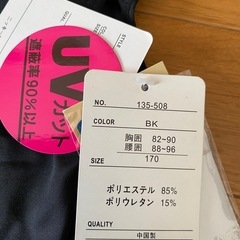 UVカット
遮蔽率90%以上
NO. 135-508
COLOR BK
胸囲 82~90
腰囲 88~96
SIZE 170
ポリエステル 85%
ポリウレタン 15%
QUALITY
中国製